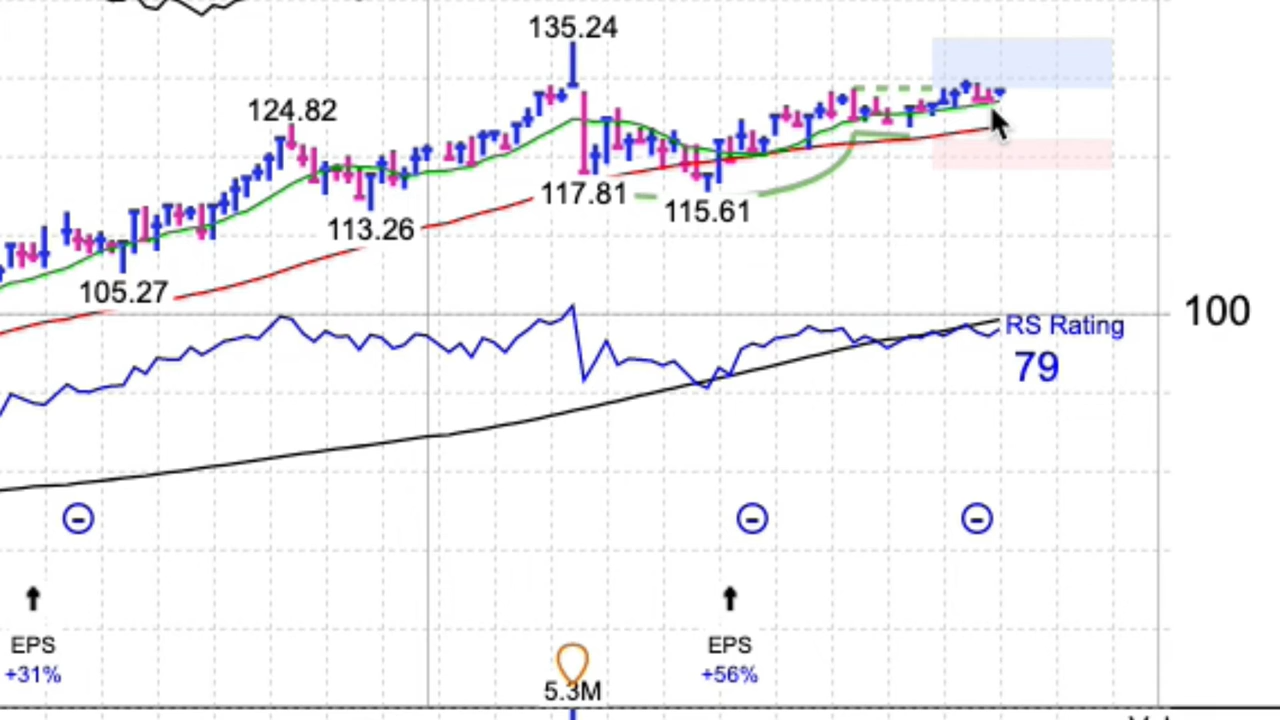 135.24
124.82
117.81
115.61
113.26
105.27
100
RS Rating
79
EPS
+31%
EPS
+56%
5.3M